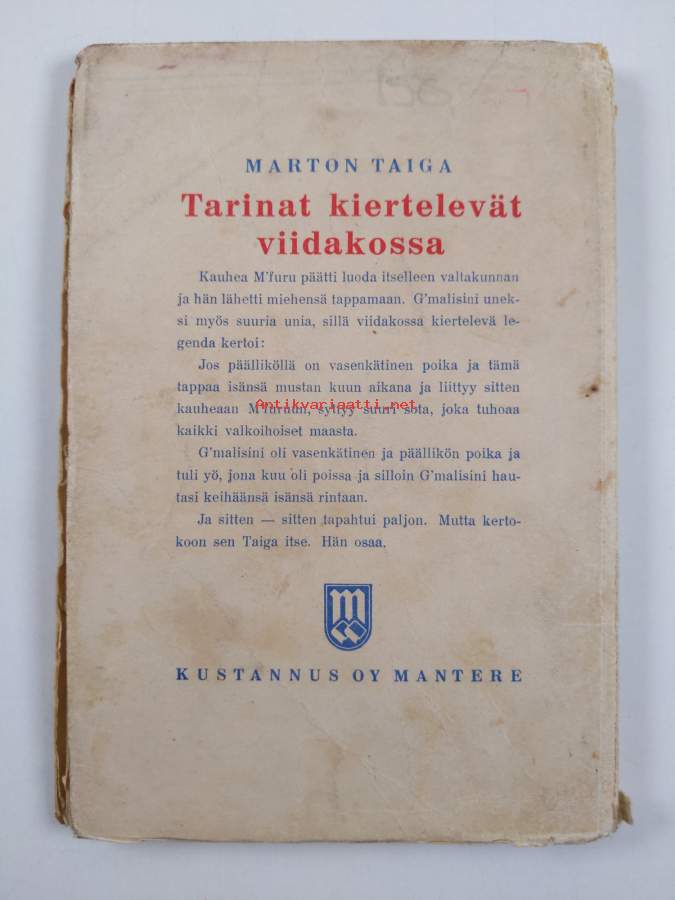 MARTON TAIGA
Tarinat kiertelevät
viidakossa
Kauhea M'furu päätti luoda itselleen valtakunnan
ja hän lähetti miehensä tappamaan. G'malisini unek-
si myös suuria unia, sillä viidakossa kiertelevä le-
genda kertoi:
Jos päälliköllä on vasenkätinen poika ja tämä
tappaa isänsä mustan kuun aikana ja liittyy sitten
kauheaan M'furuun, syttyy suuri sota, joka tuhoaa
Antikvariaatti.net
kaikki valkoihoiset maasta.
G'malisini oli vasenkätinen ja päällikön poika ja
tuli yö, jona kuu oli poissa ja silloin G'malisini hau-
tasi keihäänsä isänsä rintaan.
Ja sitten — sitten tapahtui paljon. Mutta kerto-
koon sen Taiga itse. Hän osaa.
KUSTANNUS OY MANTERE